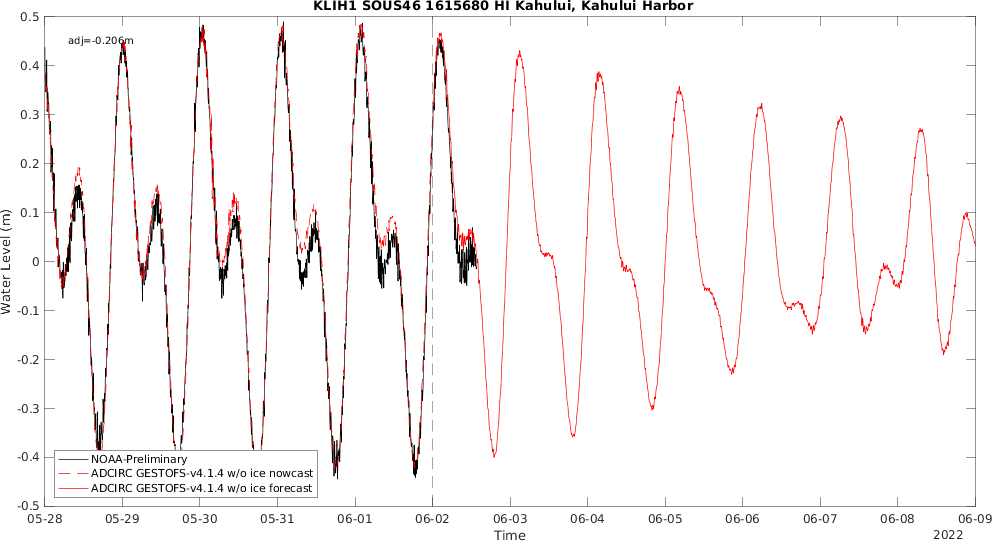 KLIH1 SOUS46 1615680 HI Kahului, Kahului Harbor
adj=-0.206m
0.5
0.4
0.3
0.2
0.1
0
-0.1
-0.2
-0.3
-0.4
-0.5
Water Level (m)
NOAA-Preliminary
ADCIRC GESTOFS-v4.1.4 w/o ice nowcast
ADCIRC GESTOFS-v4.1.4 w/o ice forecast
05-28 05-29 05-30 05-31 06-01 06-02 06-03 06-04 06-05 06-06 06-07 06-08 06-09
Time
2022